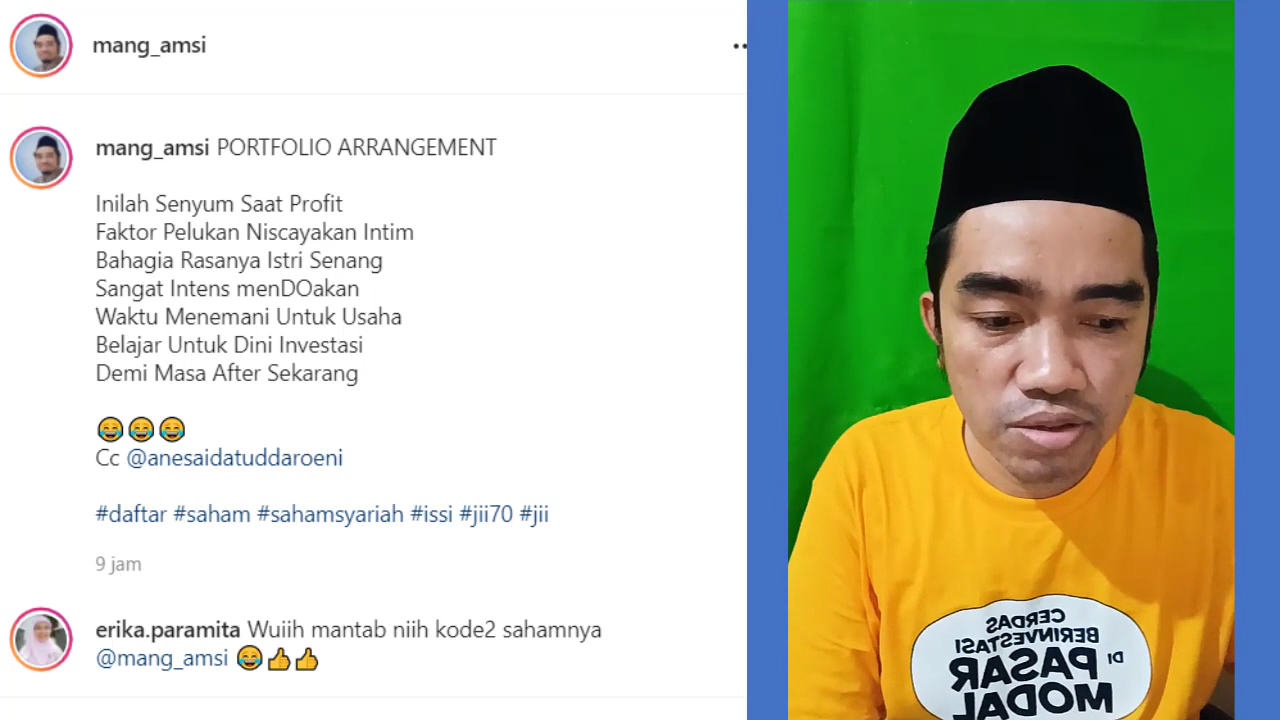 mang_amsi
mang_amsi PORTFOLIO ARRANGEMENT
Inilah Senyum Saat Profit
Faktor Pelukan Niscayakan Intim
Bahagia Rasanya Istri Senang
Sangat Intens menDOakan
Waktu Menemani Untuk Usaha
Belajar Untuk Dini Investasi
Demi Masa After Sekarang
😂😂😂
Cc @anesaidatuddaroeni
#daftar #saham #sahamsyariah #issi #jii70 #jii
9 jam
erika.paramita Wuiih mantab niih kode2 sahamnya
@mang_amsi 😂👍👍
CERDAS
BERINVESTASI
DI PASAR
MODAL